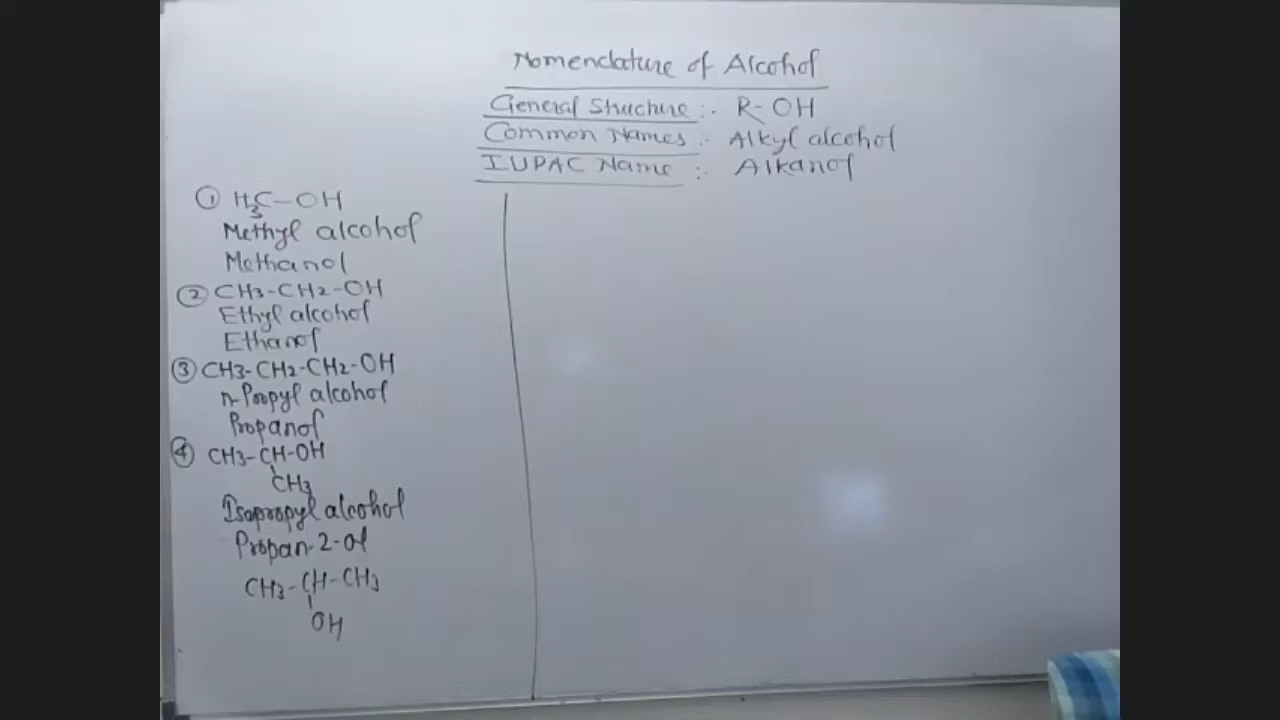 Nomenclature of Alcohol
General Structure :- R-OH
Common Names :- Alkyl alcohol
IUPAC Name :- Alkanol
① H3C-OH
Methyl alcohol
Methanol
② CH3-CH2-OH
Ethyl alcohol
Ethanol
③ CH3-CH2-CH2-OH
n-Propyl alcohol
Propanol
④ CH3-CH-OH
CH3
Isopropyl alcohol
Propan-2-ol
CH3-CH-CH3
OH